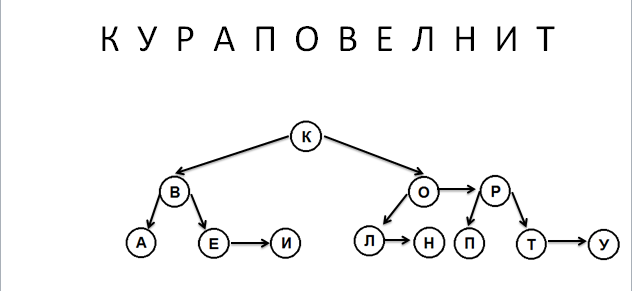 К У Р А П О В Е Л Н И Т
К
В О Р
А Е И Л Н П Т У